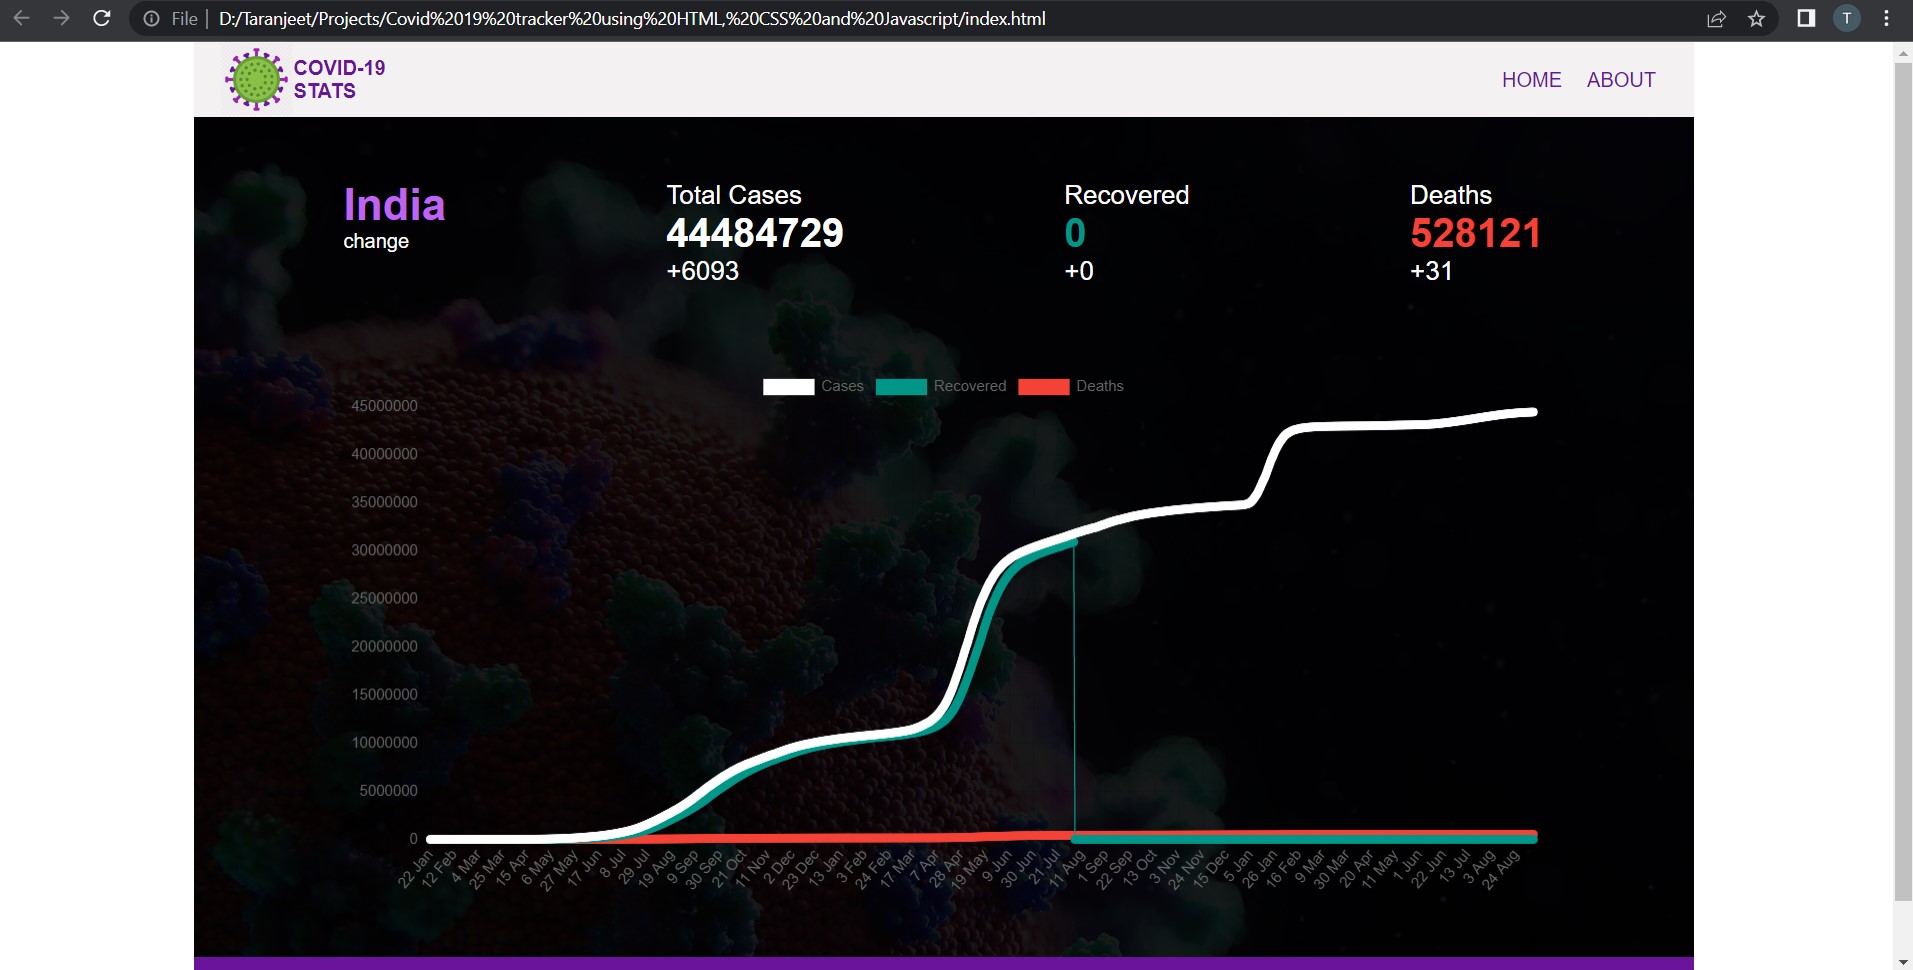 File | D:/Taranjeet/Projects/Covid%2019%20tracker%20using%20HTML,%20CSS%20and%20Javascript/index.html
T
COVID-19
STATS
HOME ABOUT
India
change
Total Cases
44484729
+6093
Recovered
0
+0
Deaths
528121
+31
Cases Recovered Deaths
45000000
40000000
35000000
30000000
25000000
20000000
15000000
10000000
5000000
0
22 Jan
12 Feb
4 Mar
25 Mar
15 Apr
6 May
27 May
17 Jun
8 Jul
29 Jul
19 Aug
9 Sep
30 Sep
21 Oct
11 Nov
2 Dec
23 Dec
13 Jan
3 Feb
24 Feb
17 Mar
7 Apr
28 Apr
19 May
9 Jun
30 Jun
21 Jul
11 Aug
1 Sep
22 Sep
13 Oct
3 Nov
24 Nov
15 Dec
5 Jan
26 Jan
16 Feb
9 Mar
30 Mar
20 Apr
11 May
1 Jun
22 Jun
13 Jul
3 Aug
24 Aug